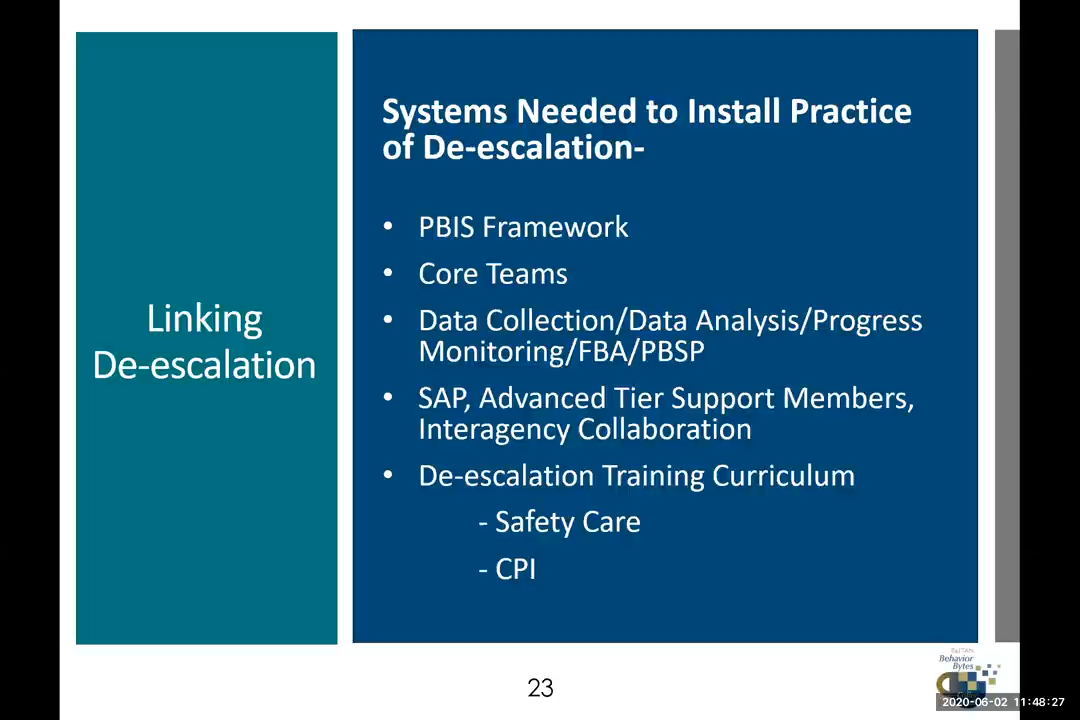 Linking
De-escalation
Systems Needed to Install Practice
of De-escalation-
• PBIS Framework
• Core Teams
• Data Collection/Data Analysis/Progress
Monitoring/FBA/PBSP
• SAP, Advanced Tier Support Members,
Interagency Collaboration
• De-escalation Training Curriculum
- Safety Care
- CPI
23
Behavior
Bytes
2020-06-02 11:48:27